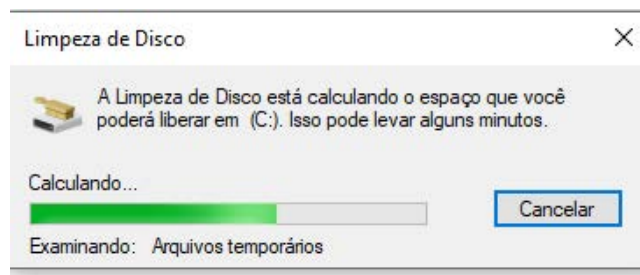 Limpeza de Disco
A Limpeza de Disco está calculando o espaço que você
poderá liberar em (C:). Isso pode levar alguns minutos.
Calculando...
Cancelar
Examinando: Arquivos temporários